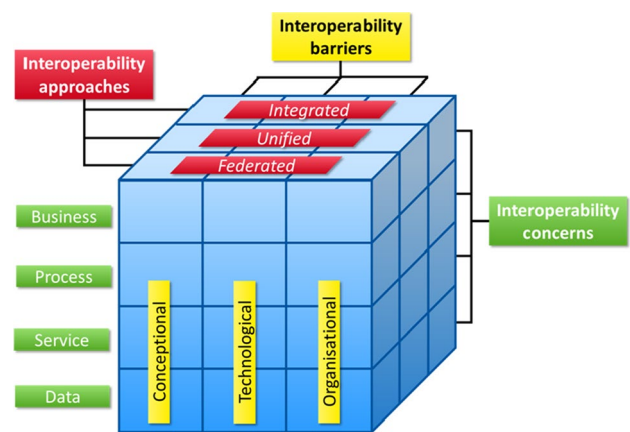 Interoperability
barriers
Interoperability
approaches
Integrated
Unified
Federated
Business
Process
Service
Data
Conceptional
Technological
Organisational
Interoperability
concerns